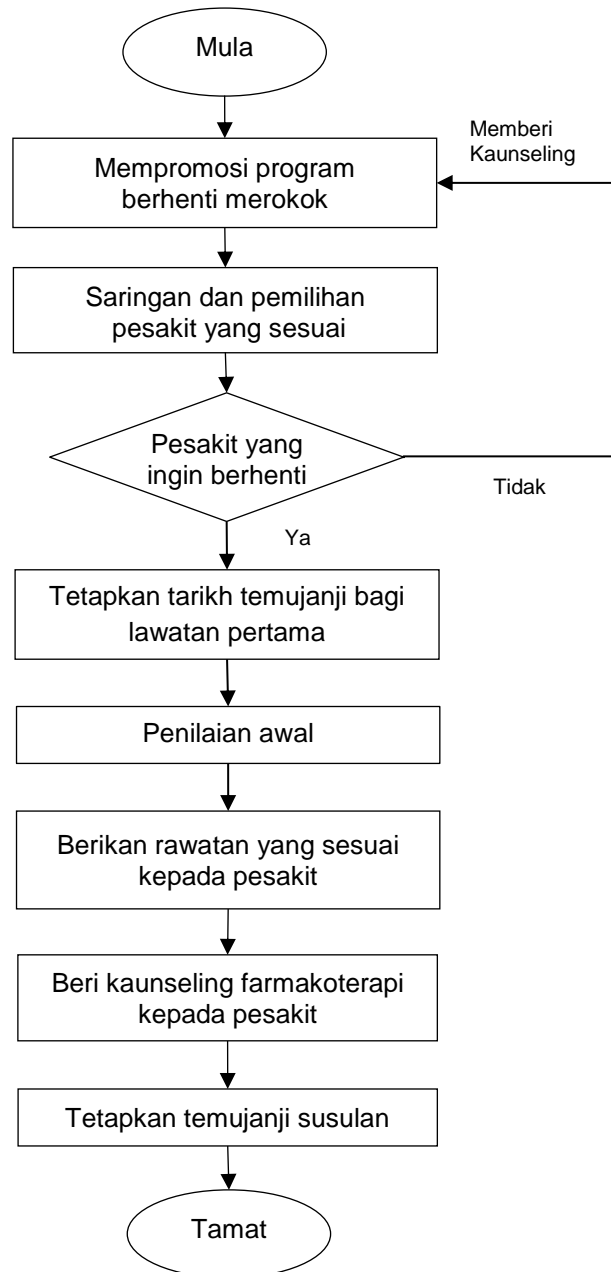 Mula
Memberi
Kaunseling
Mempromosi program
berhenti merokok
Saringan dan pemilihan
pesakit yang sesuai
Pesakit yang
ingin berhenti
Tidak
Ya
Tetapkan tarikh temujanji bagi
lawatan pertama
Penilaian awal
Berikan rawatan yang sesuai
kepada pesakit
Beri kaunseling farmakoterapi
kepada pesakit
Tetapkan temujanji susulan
Tamat